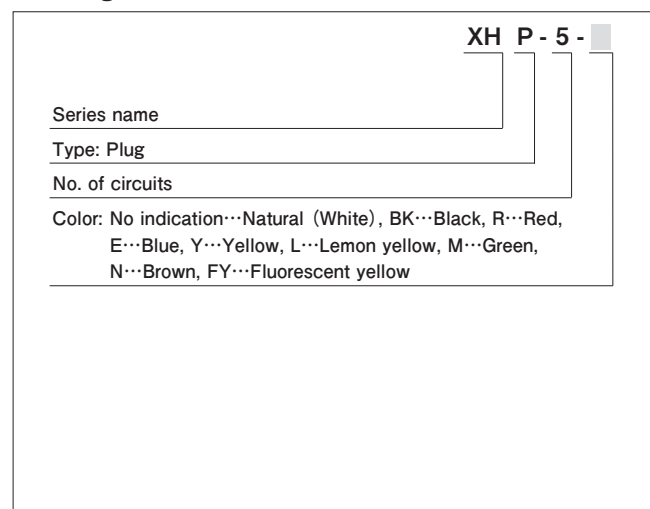 XH P - 5 -
Series name
Type: Plug
No. of circuits
Color: No indication…Natural (White), BK…Black, R…Red,
E…Blue, Y…Yellow, L…Lemon yellow, M…Green,
N…Brown, FY…Fluorescent yellow